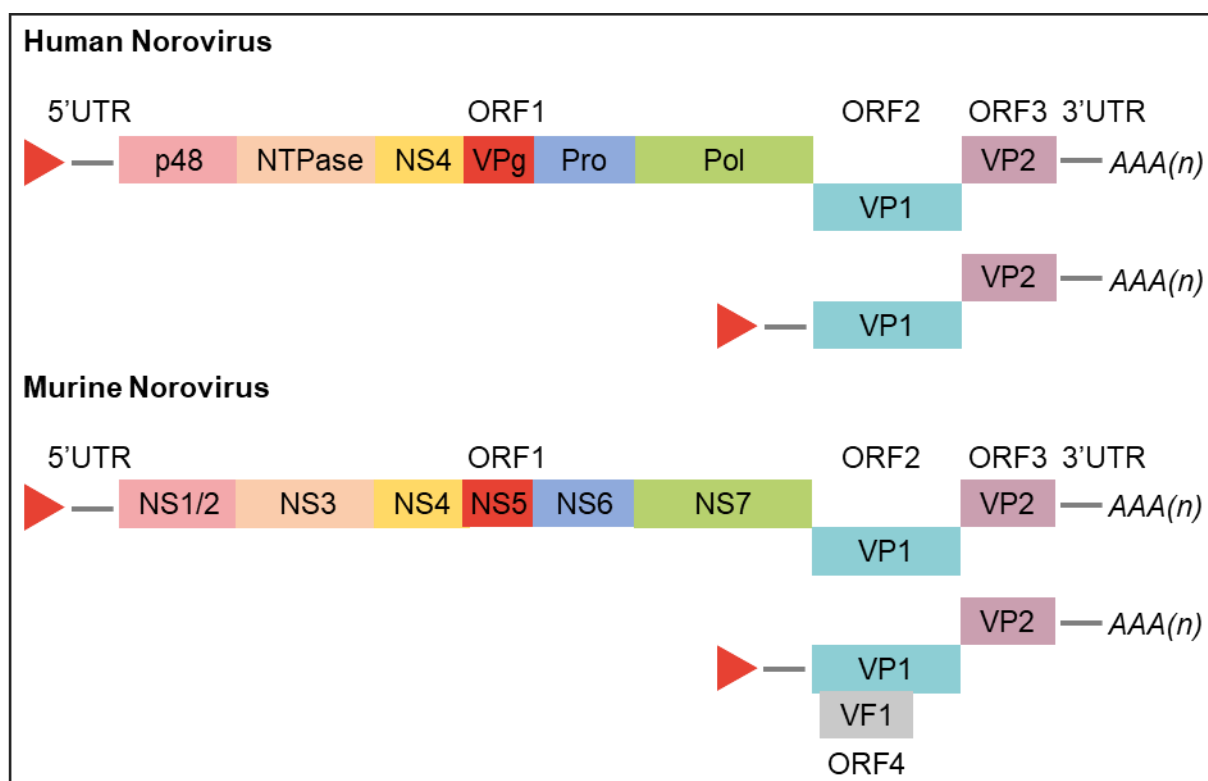 Human Norovirus
5'UTR ORF1 ORF2 ORF3 3'UTR
p48 NTPase NS4 VPg Pro Pol VP2 AAA(n)
VP1
VP2 AAA(n)
VP1
Murine Norovirus
5'UTR ORF1 ORF2 ORF3 3'UTR
NS1/2 NS3 NS4 NS5 NS6 NS7 VP2 AAA(n)
VP1
VP2 AAA(n)
VP1
VF1
ORF4